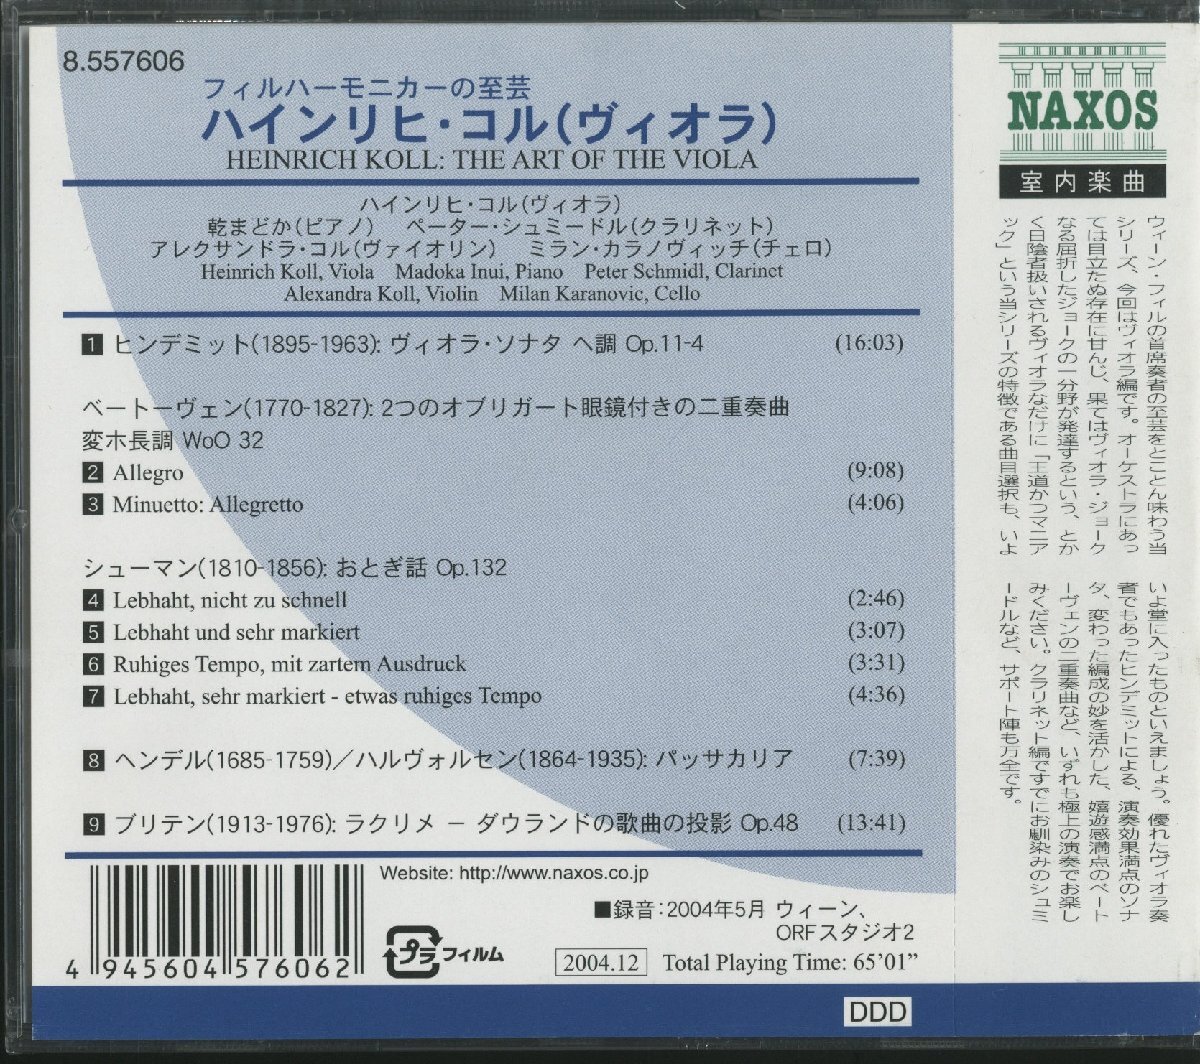 8.557606
フィルハーモニカーの至芸
ハインリヒ・コル（ヴィオラ）
HEINRICH KOLL: THE ART OF THE VIOLA
ハインリヒ・コル（ヴィオラ）
乾まどか（ピアノ） ペーター・シュミードル（クラリネット）
アレクサンドラ・コル（ヴァイオリン） ミラン・カラノヴィッチ（チェロ）
Heinrich Koll, Viola Madoka Inui, Piano Peter Schmidl, Clarinet
Alexandra Koll, Violin Milan Karanovic, Cello
1 ヒンデミット(1895-1963): ヴィオラ・ソナタ ヘ調 Op.11-4 (16:03)
ベートーヴェン(1770-1827): 2つのオブリガート眼鏡付きの二重奏曲
変ホ長調 WoO 32
2 Allegro (9:08)
3 Minuetto: Allegretto (4:06)
シューマン(1810-1856): おとぎ話 Op.132
4 Lebhaht, nicht zu schnell (2:46)
5 Lebhaht und sehr markiert (3:07)
6 Ruhiges Tempo, mit zartem Ausdruck (3:31)
7 Lebhaht, sehr markiert - etwas ruhiges Tempo (4:36)
8 ヘンデル(1685-1759)／ハルヴォルセン(1864-1935): パッサカリア (7:39)
9 ブリテン(1913-1976): ラクリメ － ダウランドの歌曲の投影 Op.48 (13:41)
Website: http://www.naxos.co.jp
■録音：2004年5月 ウィーン、
ORFスタジオ2
プラ フィルム
2004.12 Total Playing Time: 65'01”
4 945604 576062
DDD
NAXOS
室内楽曲
ウィーン・フィルの首席奏者の至芸をとことん味わう当
シリーズ、今回はヴィオラ編です。オーケストラにあっ
ては目立たぬ存在に甘んじ、果てはヴィオラ・ジョーク
なる屈折したジョークの一分野が発達するという、とか
く日陰者扱いされるヴィオラなだけに「王道かつマニア
ック」という当シリーズの特徴である曲目選択も、いよ
いよ堂に入ったものといえましょう。優れたヴィオラ奏
者でもあったヒンデミットによる、演奏効果満点のソナ
タ、変わった編成の妙を活かした、嬉遊感満点のベート
ーヴェンの二重奏曲など、いずれも極上の演奏でお楽し
みください。クラリネット編ですでにお馴染みのシュミ
ードルなど、サポート陣も万全です。